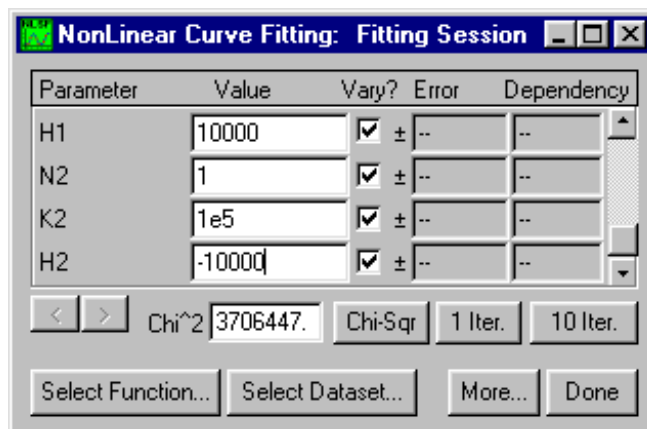 NonLinear Curve Fitting: Fitting Session
Parameter Value Vary? Error Dependency
H1 10000 ± -- --
N2 1 ± -- --
K2 1e5 ± -- --
H2 -10000 ± -- --
< > Chi^2 3706447. Chi-Sqr 1 Iter. 10 Iter.
Select Function... Select Dataset... More... Done